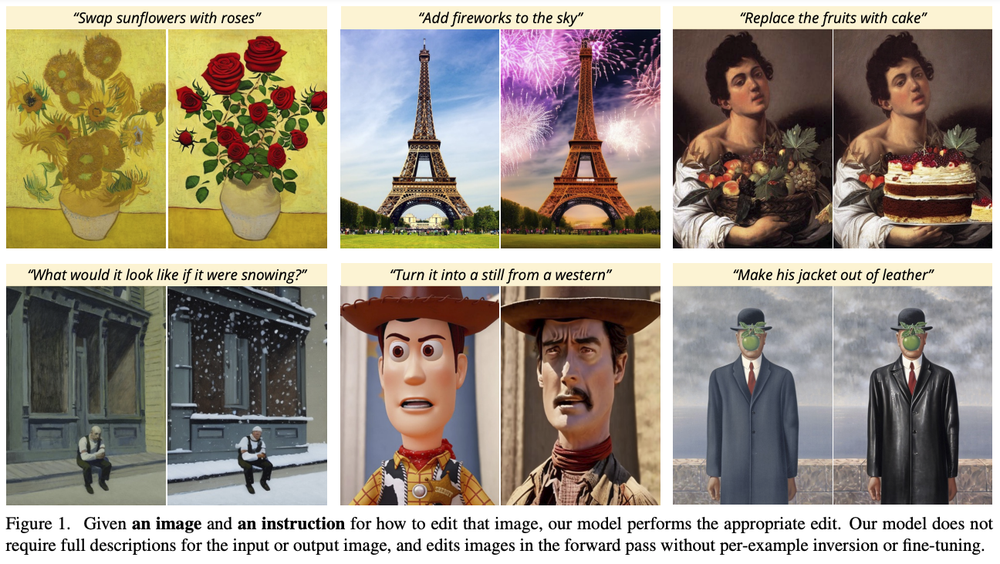 “Swap sunflowers with roses”
“Add fireworks to the sky”
“Replace the fruits with cake”
“What would it look like if it were snowing?”
“Turn it into a still from a western”
“Make his jacket out of leather”
SHERIFF
Figure 1. Given an image and an instruction for how to edit that image, our model performs the appropriate edit. Our model does not
require full descriptions for the input or output image, and edits images in the forward pass without per-example inversion or fine-tuning.